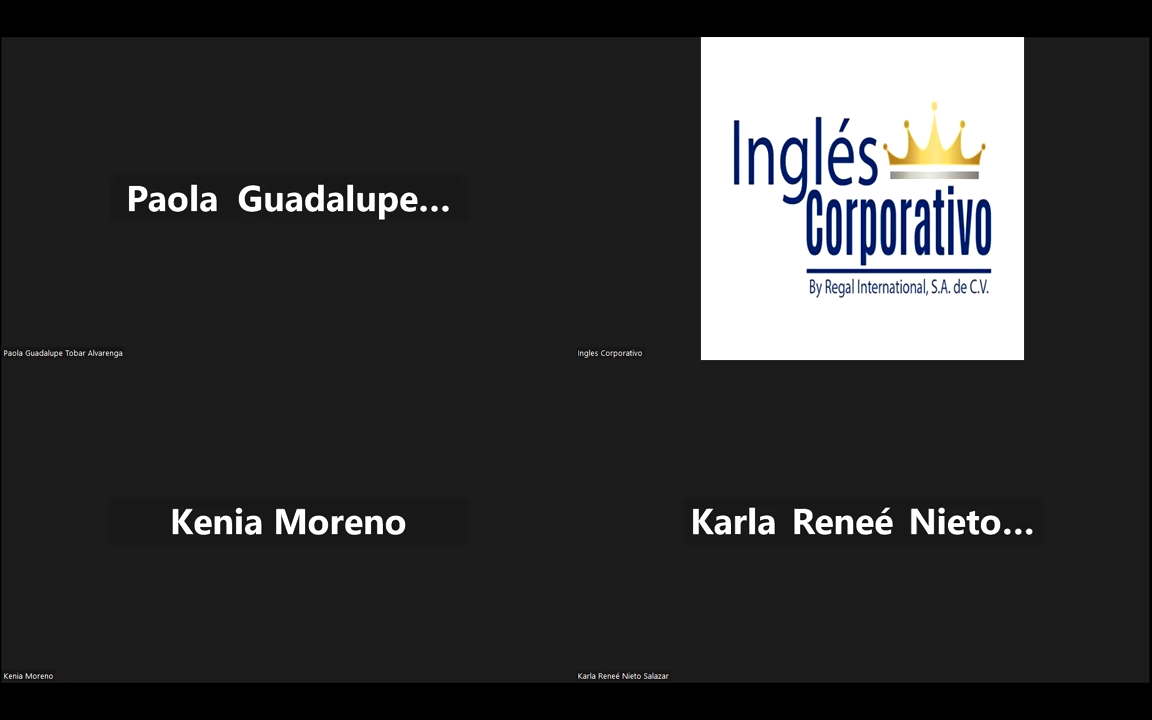 Paola Guadalupe...
Paola Guadalupe Tobar Alvarenga
Inglés
Corporativo
By Regal International, S.A. de C.V.
Ingles Corporativo
Kenia Moreno
Kenia Moreno
Karla Reneé Nieto...
Karla Reneé Nieto Salazar